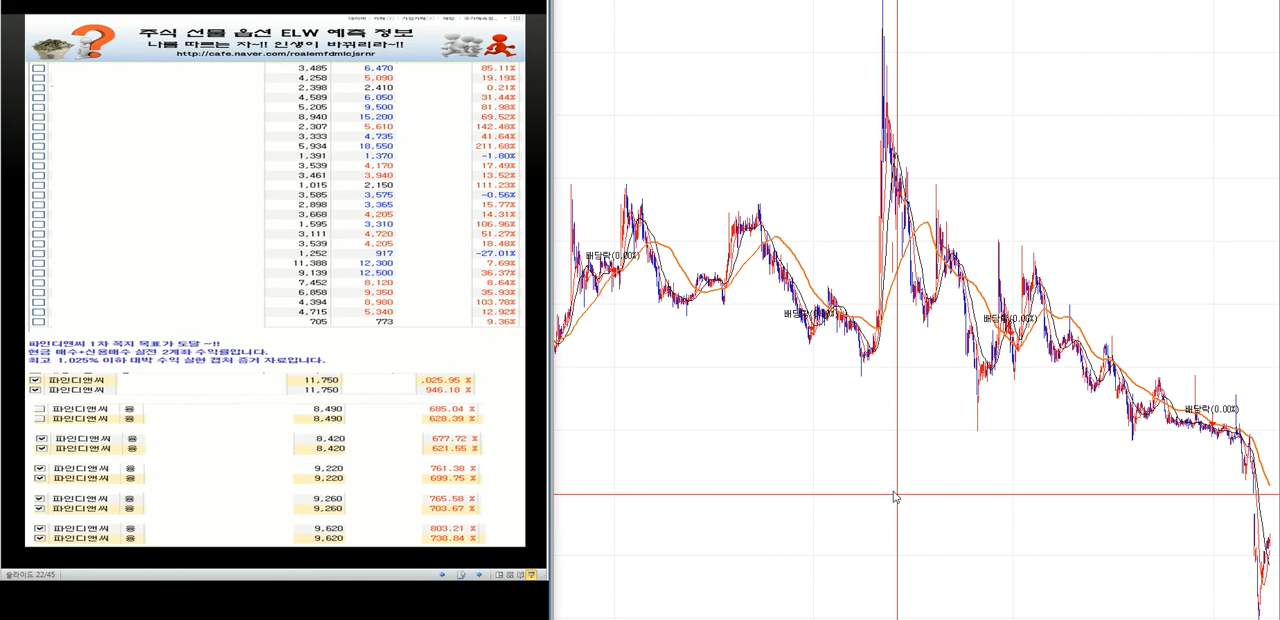 주식 선물 옵션 ELW 예측 정보
나를 따르는 자~!! 인생이 바뀌리라~!!
http://cafe.naver.com/roalemfdmlcjsrnr
3,485 6,470 85.11%
4,258 5,090 19.19%
2,398 2,410 0.21%
4,589 6,050 31.44%
5,205 9,500 81.98%
8,940 15,200 69.52%
2,307 5,610 142.48%
3,333 4,735 41.64%
5,934 18,550 211.68%
1,391 1,370 -1.80%
3,539 4,170 17.49%
3,461 3,940 13.52%
1,015 2,150 111.23%
3,585 3,575 -0.56%
2,898 3,365 15.77%
3,668 4,205 14.31%
1,595 3,310 106.96%
3,111 4,720 51.27%
3,539 4,205 18.48%
1,252 917 -27.01%
11,388 12,300 7.69%
9,139 12,500 36.37%
7,452 8,120 8.64%
6,858 9,350 35.93%
4,394 8,980 103.78%
4,715 5,340 12.92%
705 773 9.36%
파인디앤씨 1차 목지 목표가 도달 ~!!
현금 매수+신용매수 실전 2계좌 수익률입니다.
최고 1,025% 이하 대박 수익 실현 캡처 증거 자료입니다.
파인디앤씨 11,750 ,025.95 %
파인디앤씨 11,750 946.18 %
파인디앤씨 융 8,490 685.04 %
파인디앤씨 융 8,490 628.39 %
파인디앤씨 융 8,420 677.72 %
파인디앤씨 융 8,420 621.55 %
파인디앤씨 융 9,220 761.38 %
파인디앤씨 융 9,220 699.75 %
파인디앤씨 융 9,260 765.58 %
파인디앤씨 융 9,260 703.67 %
파인디앤씨 융 9,620 803.21 %
파인디앤씨 융 9,620 738.84 %
슬라이드 22/45
배당락(0.00%)
배당락(0.00%)
배당락(0.00%)
배당락(0.00%)